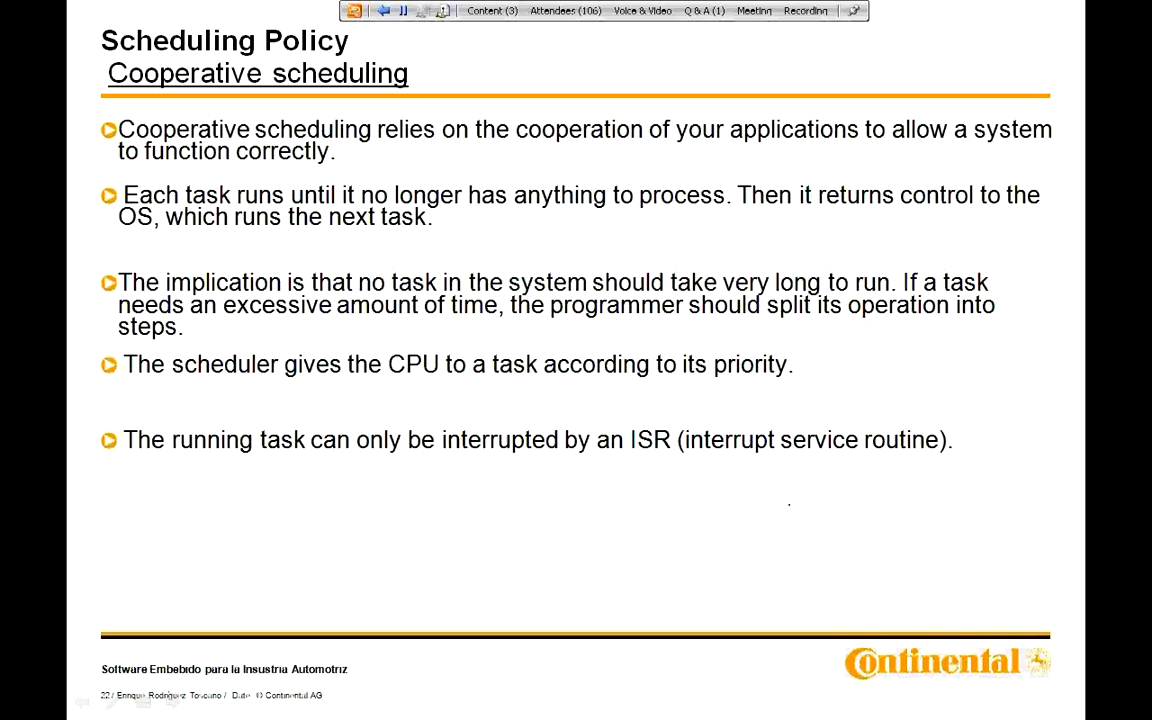 Content (3) Attendees (106) Voice & Video Q & A (1) Meeting Recording
Scheduling Policy
Cooperative scheduling
Cooperative scheduling relies on the cooperation of your applications to allow a system
to function correctly.
Each task runs until it no longer has anything to process. Then it returns control to the
OS, which runs the next task.
The implication is that no task in the system should take very long to run. If a task
needs an excessive amount of time, the programmer should split its operation into
steps.
The scheduler gives the CPU to a task according to its priority.
The running task can only be interrupted by an ISR (interrupt service routine).
Software Embebido para la Insustria Automotriz
Continental
22 / Enrique Rodriguez Toscano / Date © Continental AG